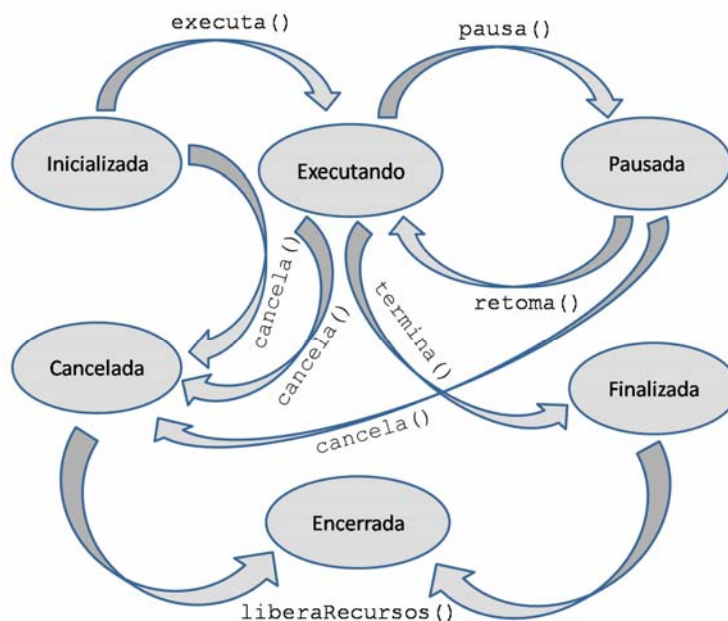 executa()
pausa()
Inicializada
Executando
Pausada
retoma()
cancela()
cancela()
termina()
Cancelada
Finalizada
cancela()
Encerrada
liberaRecursos()